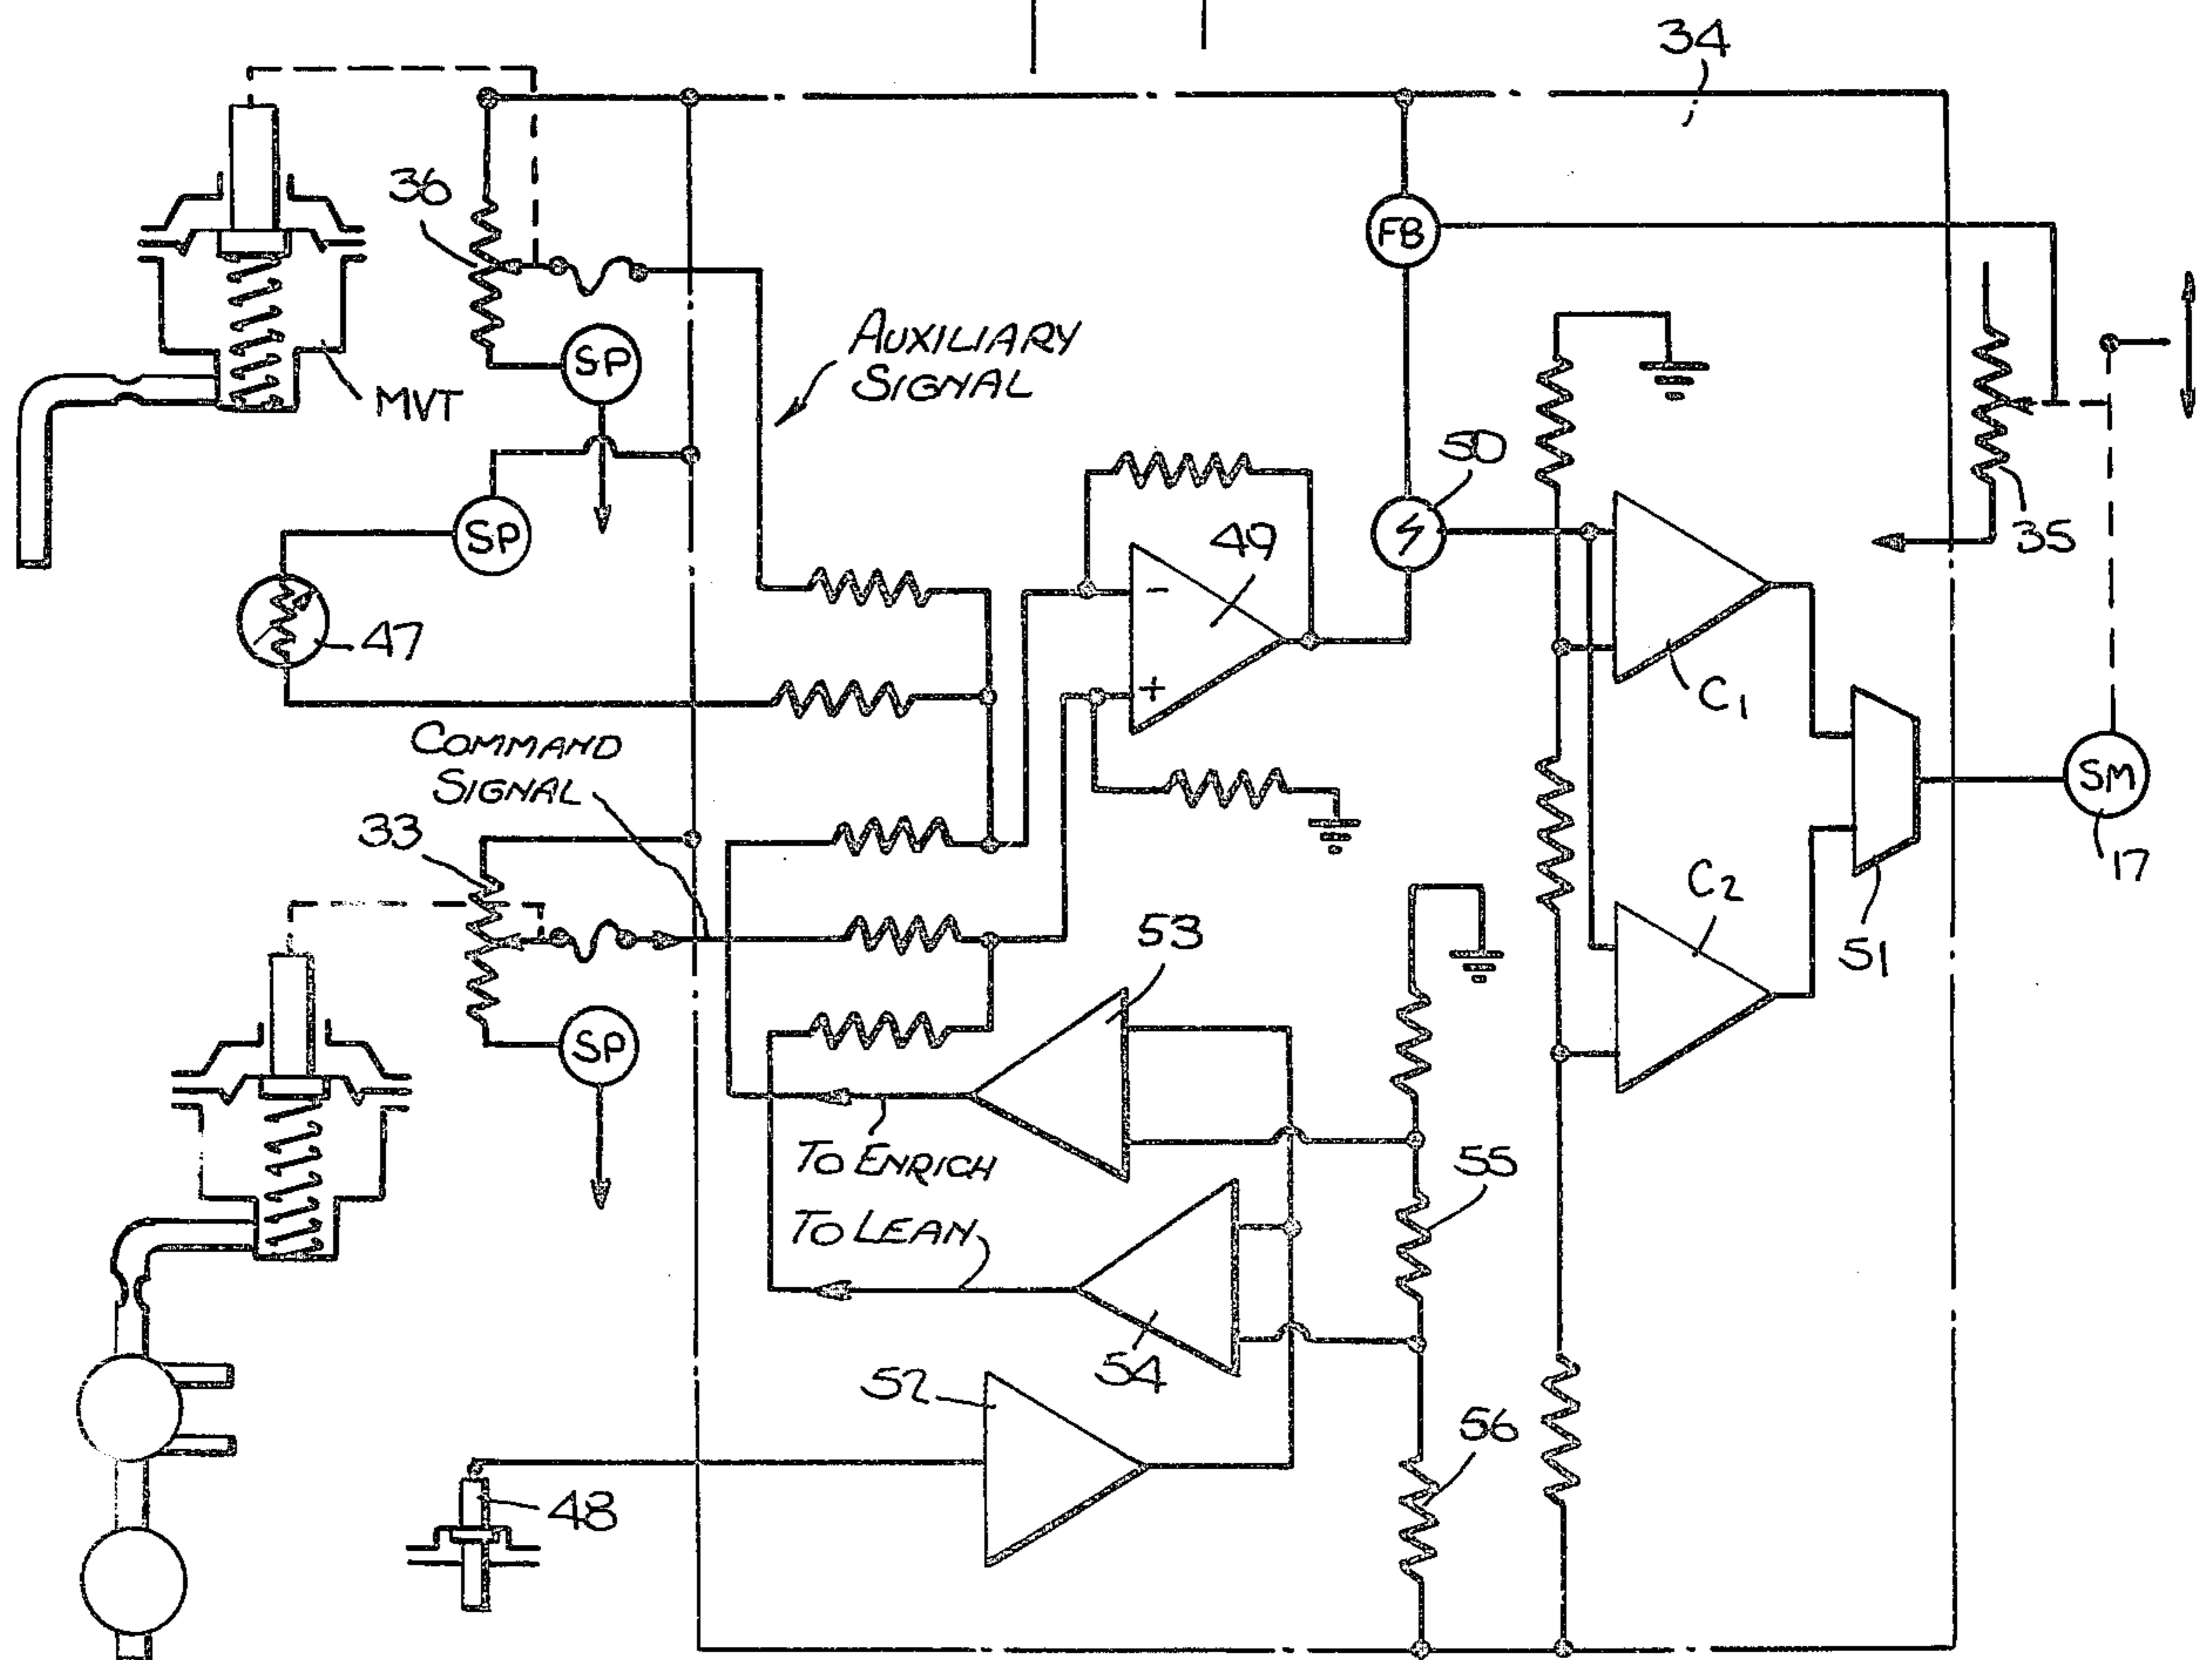 34
36
FB
SP
AUXILIARY
SIGNAL
MVT
50
SP
49
35
-
47
+
C1
COMMAND
SIGNAL
SM
33
17
C2
53
51
SP
TO ENRICH
55
TO LEAN
54
52
56
48